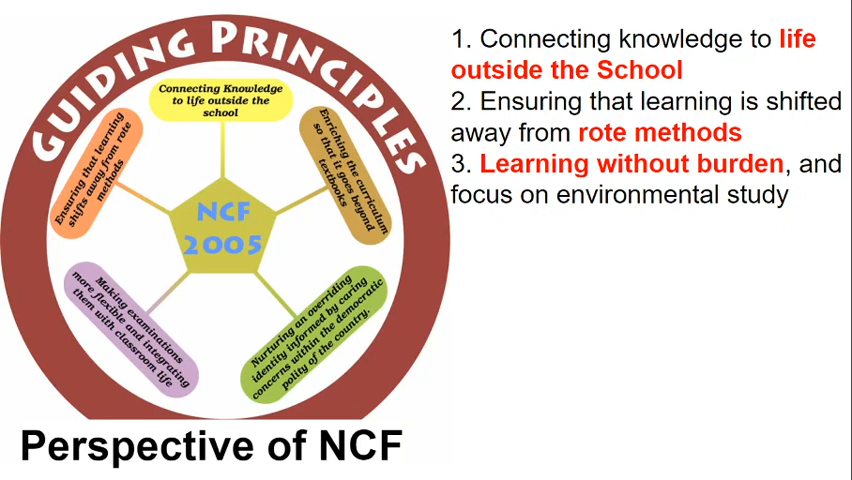 GUIDING PRINCIPLES
Connecting Knowledge
to life outside the
school
Ensuring that learning
shifts away from rote
methods
Enriching the curriculum
so that it goes beyond
textbooks
NCF
2005
Making examinations
more flexible and integrating
them with classroom life
Nurturing an overriding
identity informed by caring
concerns within the democratic
polity of the country.
Perspective of NCF
1. Connecting knowledge to life
outside the School
2. Ensuring that learning is shifted
away from rote methods
3. Learning without burden, and
focus on environmental study